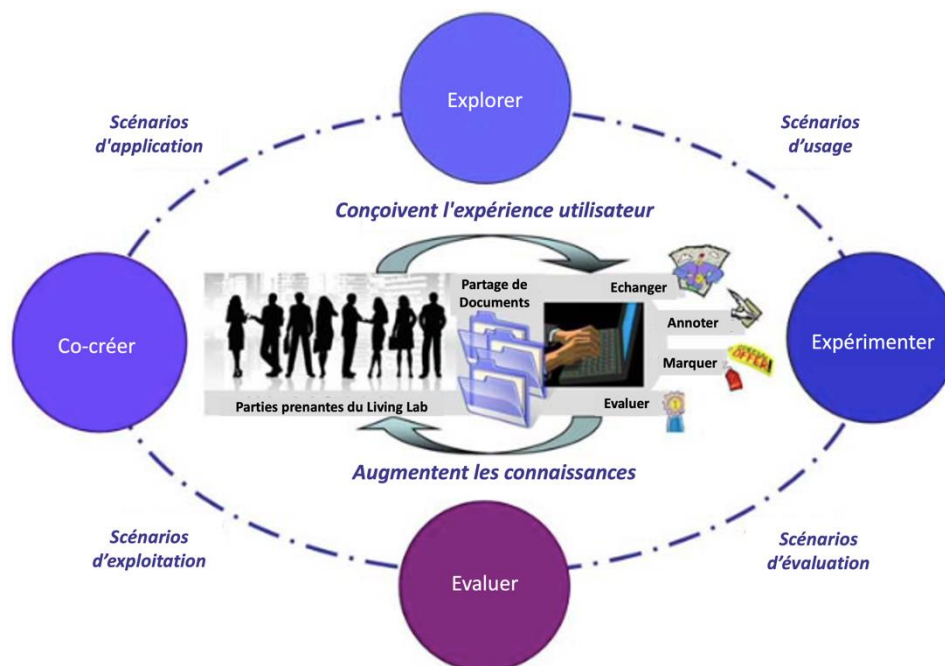 Explorer
Scénarios
d'application
Scénarios
d’usage
Conçoivent l'expérience utilisateur
Partage de
Documents
Echanger
Annoter
Marquer
Evaluer
OFFER!
Parties prenantes du Living Lab
Co-créer
Expérimenter
Augmentent les connaissances
Scénarios
d’exploitation
Scénarios
d’évaluation
Evaluer